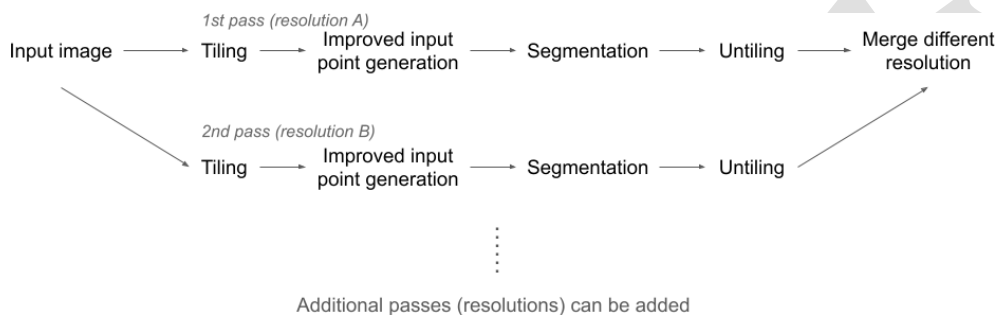 1st pass (resolution A)
Input image
Tiling
Improved input
point generation
Segmentation
Untiling
Merge different
resolution
2nd pass (resolution B)
Tiling
Improved input
point generation
Segmentation
Untiling
Additional passes (resolutions) can be added